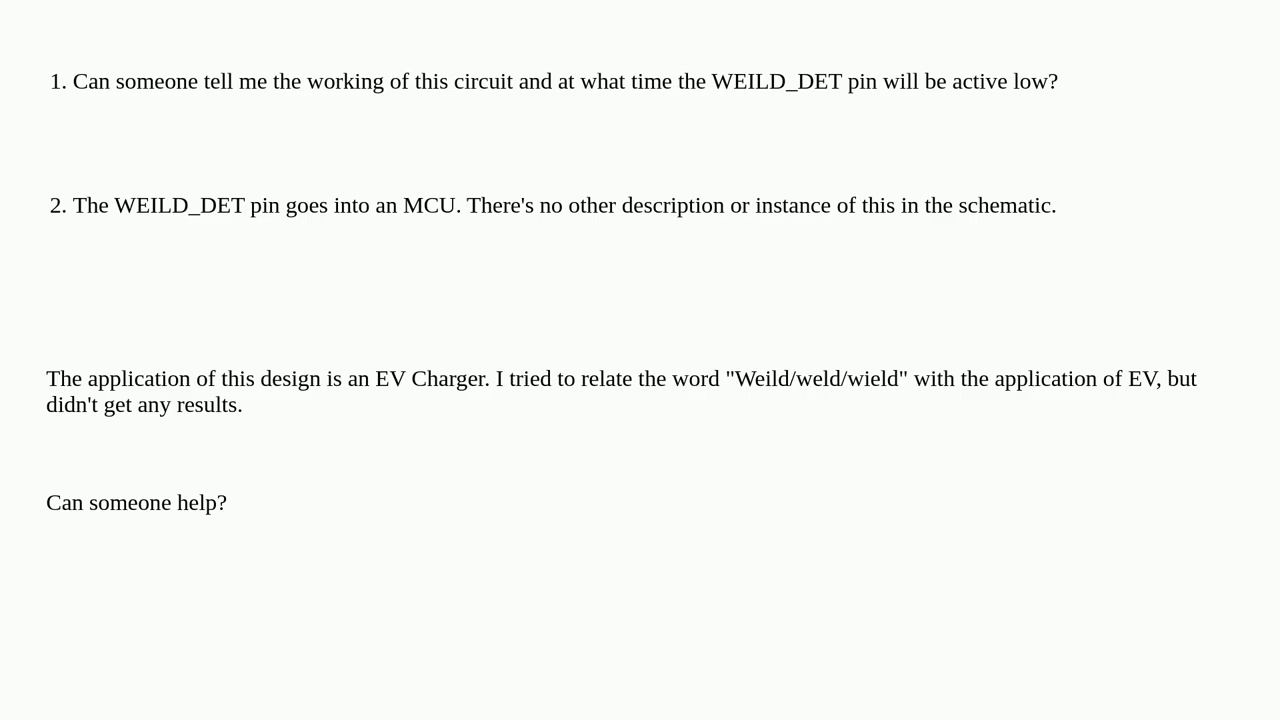 1. Can someone tell me the working of this circuit and at what time the WEILD_DET pin will be active low?
2. The WEILD_DET pin goes into an MCU. There's no other description or instance of this in the schematic.
The application of this design is an EV Charger. I tried to relate the word "Weild/weld/wield" with the application of EV, but
didn't get any results.
Can someone help?